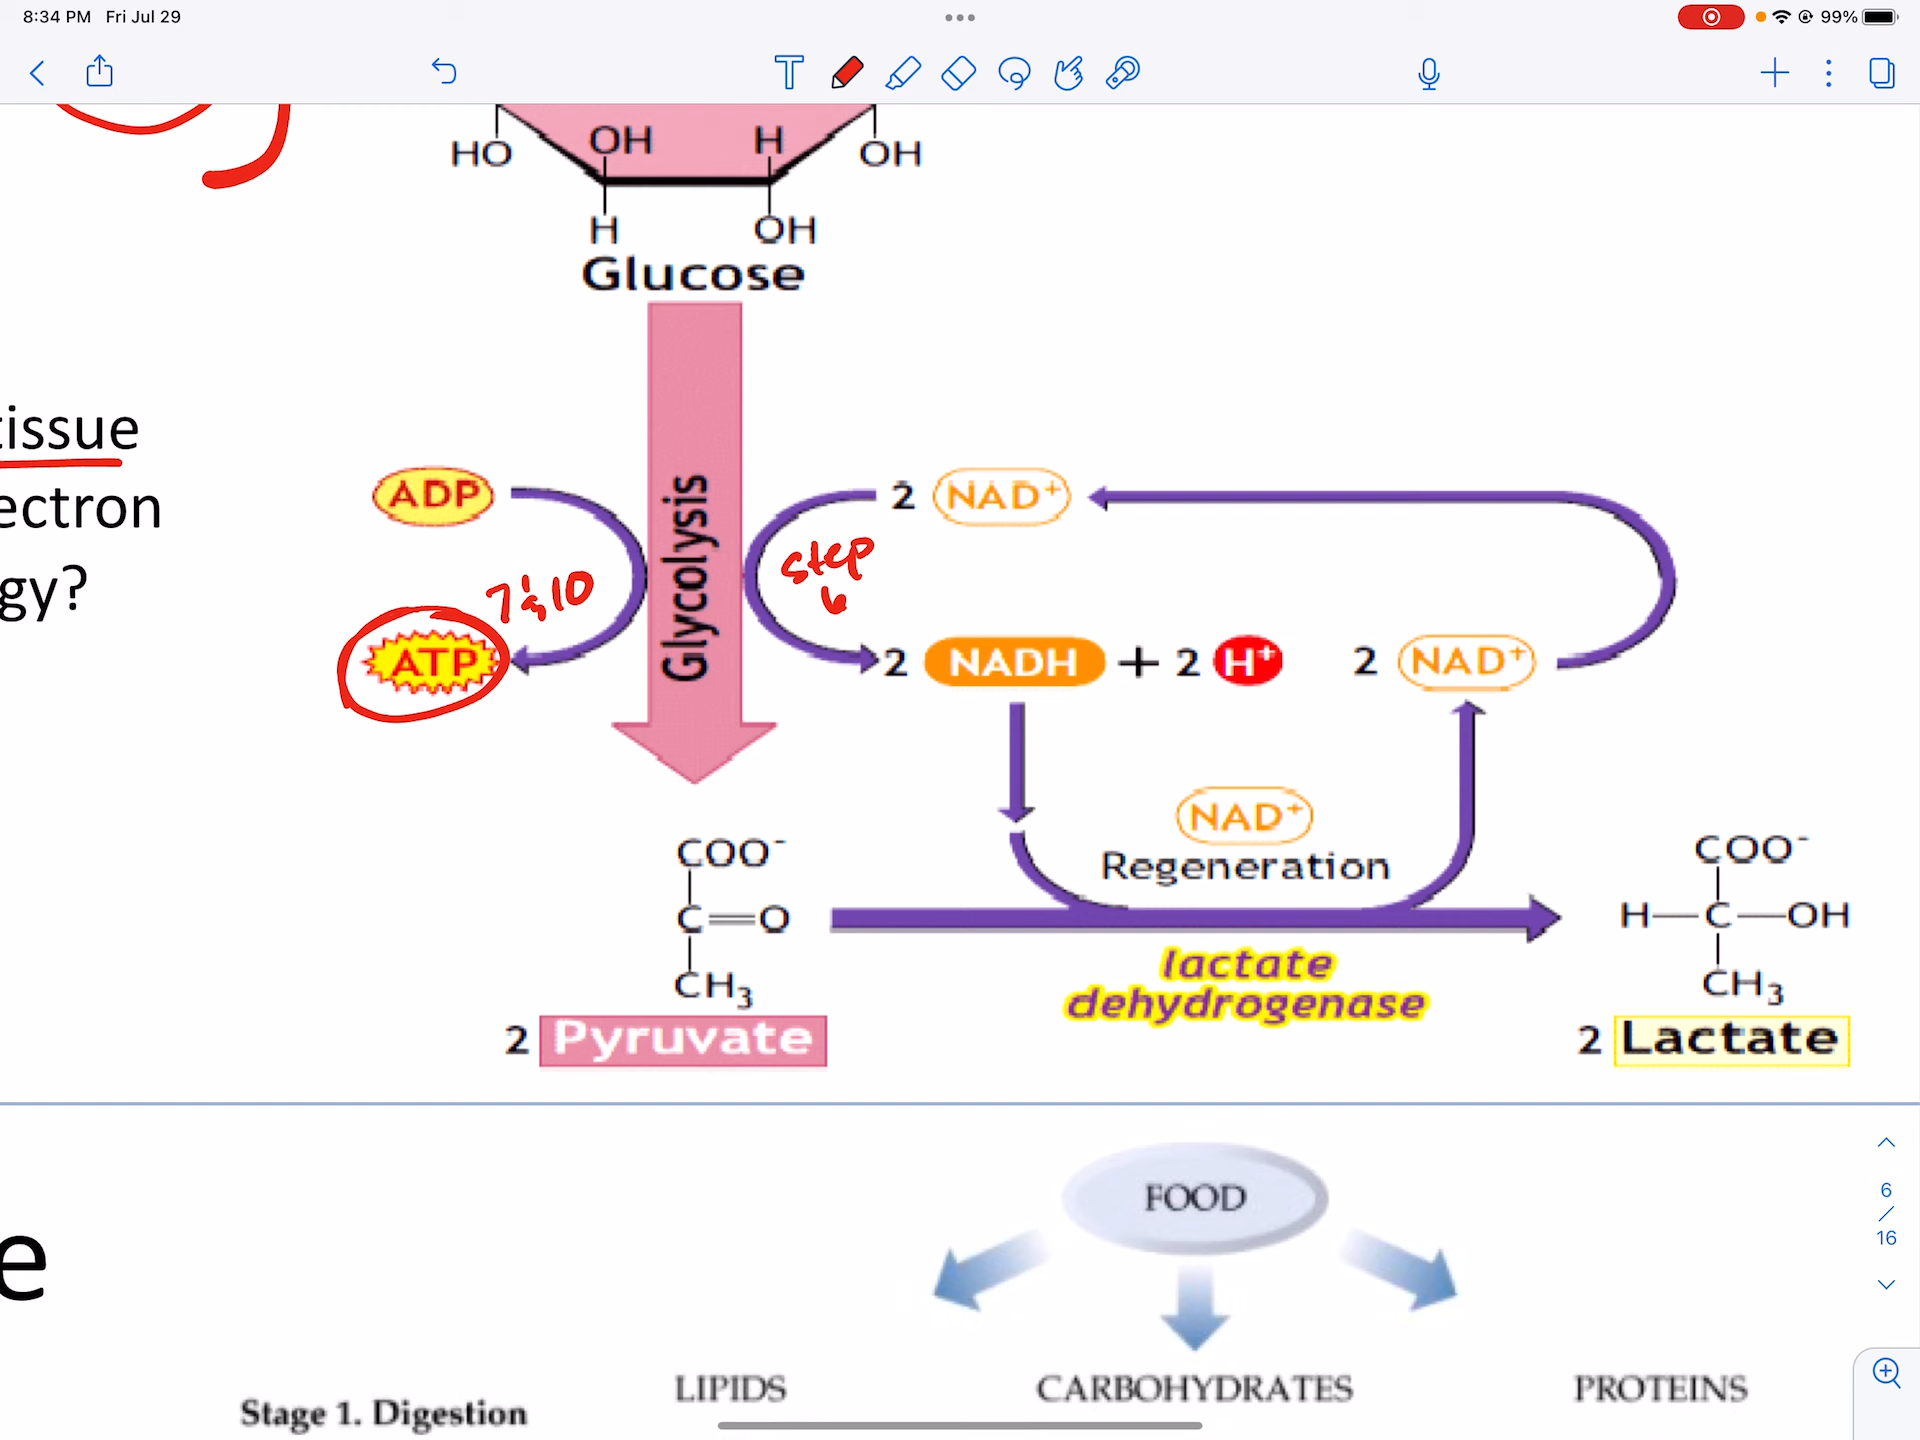 8:34 PM Fri Jul 29
99%
T
HO OH H OH
H OH
Glucose
tissue
ectron
gy?
Glycolysis
ADP
2 NAD⁺
7 & 10
step
6
ATP
2 NADH + 2 H⁺ 2 NAD⁺
NAD⁺
Regeneration
COO⁻
C=O
CH₃
2 Pyruvate
lactate
dehydrogenase
COO⁻
H—C—OH
CH₃
2 Lactate
FOOD
6
/
16
e
LIPIDS CARBOHYDRATES PROTEINS
Stage 1. Digestion